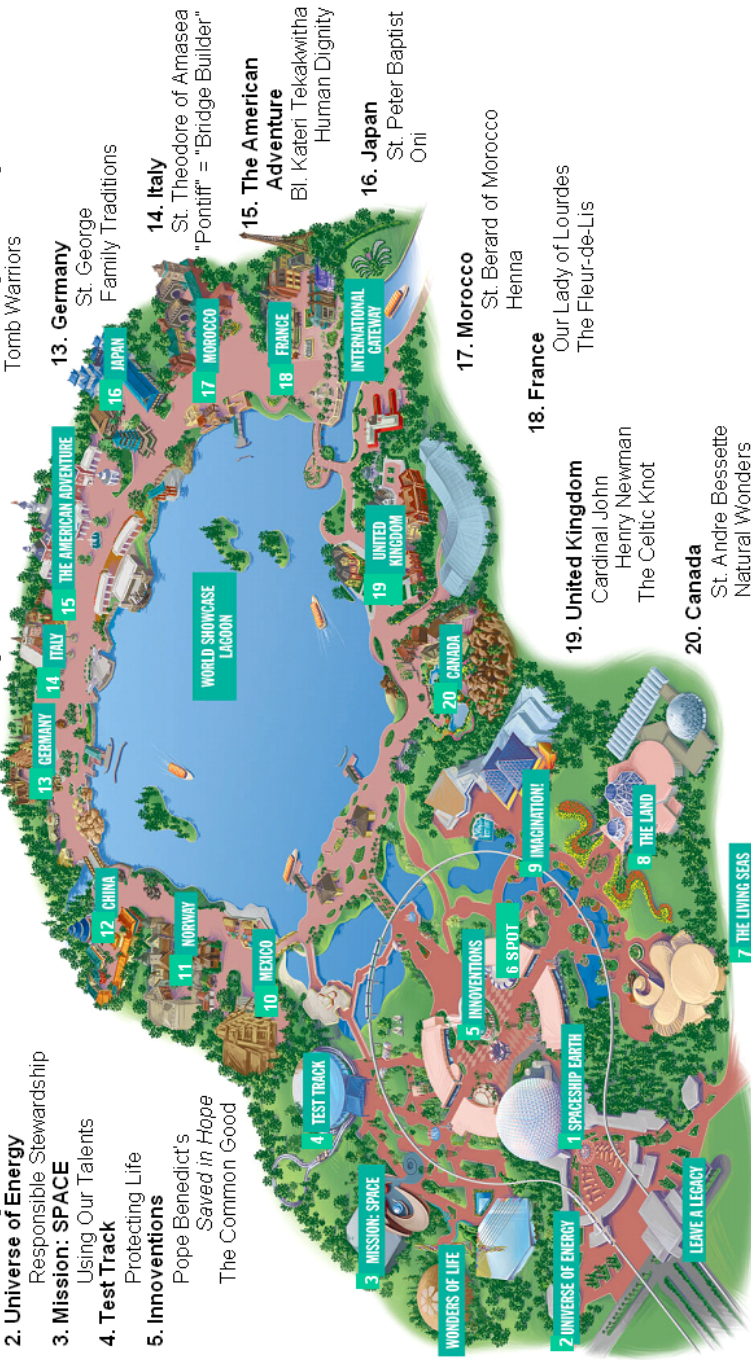 2. Universe of Energy
Responsible Stewardship
3. Mission: SPACE
Using Our Talents
4. Test Track
Protecting Life
5. Innoventions
Pope Benedict's
Saved in Hope
The Common Good
Tomb Warriors
13. Germany
St. George
Family Traditions
14. Italy
St. Theodore of Amasea
"Pontiff" = "Bridge Builder"
15. The American
Adventure
Bl. Kateri Tekakwitha
Human Dignity
16. Japan
St. Peter Baptist
Oni
17. Morocco
St. Berard of Morocco
Henna
18. France
Our Lady of Lourdes
The Fleur-de-Lis
19. United Kingdom
Cardinal John
Henry Newman
The Celtic Knot
20. Canada
St. Andre Bessette
Natural Wonders
13 GERMANY
14 ITALY
15 THE AMERICAN ADVENTURE
16 JAPAN
12 CHINA
11 NORWAY
10 MEXICO
17 MOROCCO
18 FRANCE
INTERNATIONAL
GATEWAY
WORLD SHOWCASE
LAGOON
19 UNITED
KINGDOM
20 CANADA
4 TEST TRACK
3 MISSION: SPACE
WONDERS OF LIFE
5 INNOVENTIONS
6 SPOT
9 IMAGINATION!
8 THE LAND
7 THE LIVING SEAS
1 SPACESHIP EARTH
2 UNIVERSE OF ENERGY
LEAVE A LEGACY